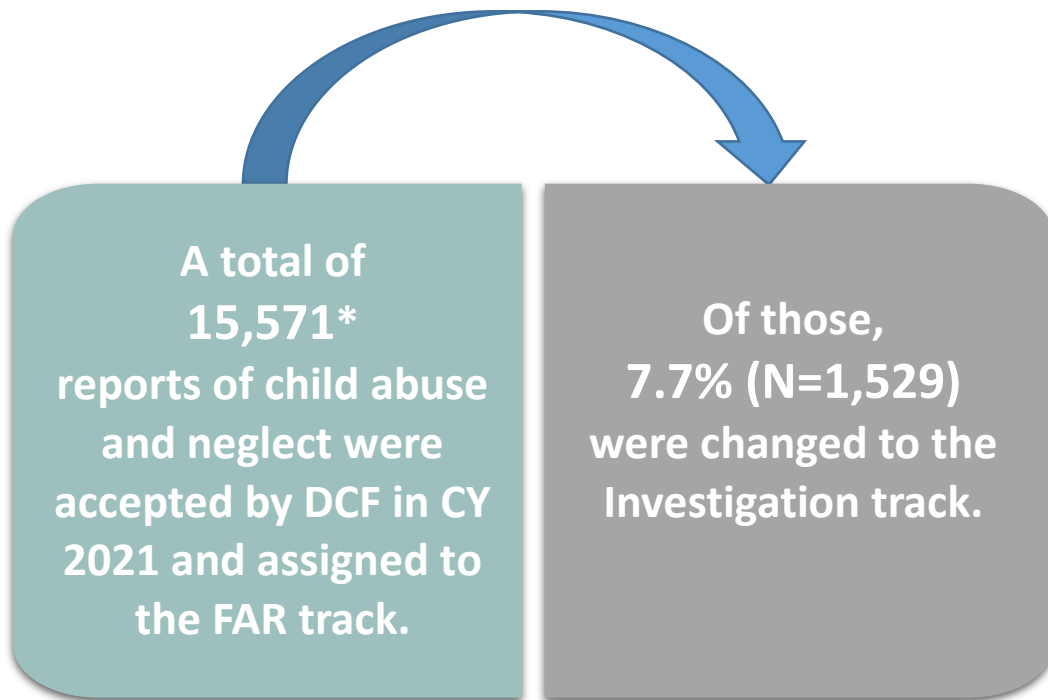 A total of
15,571*
reports of child abuse
and neglect were
accepted by DCF in CY
2021 and assigned to
the FAR track.
Of those,
7.7% (N=1,529)
were changed to the
Investigation track.